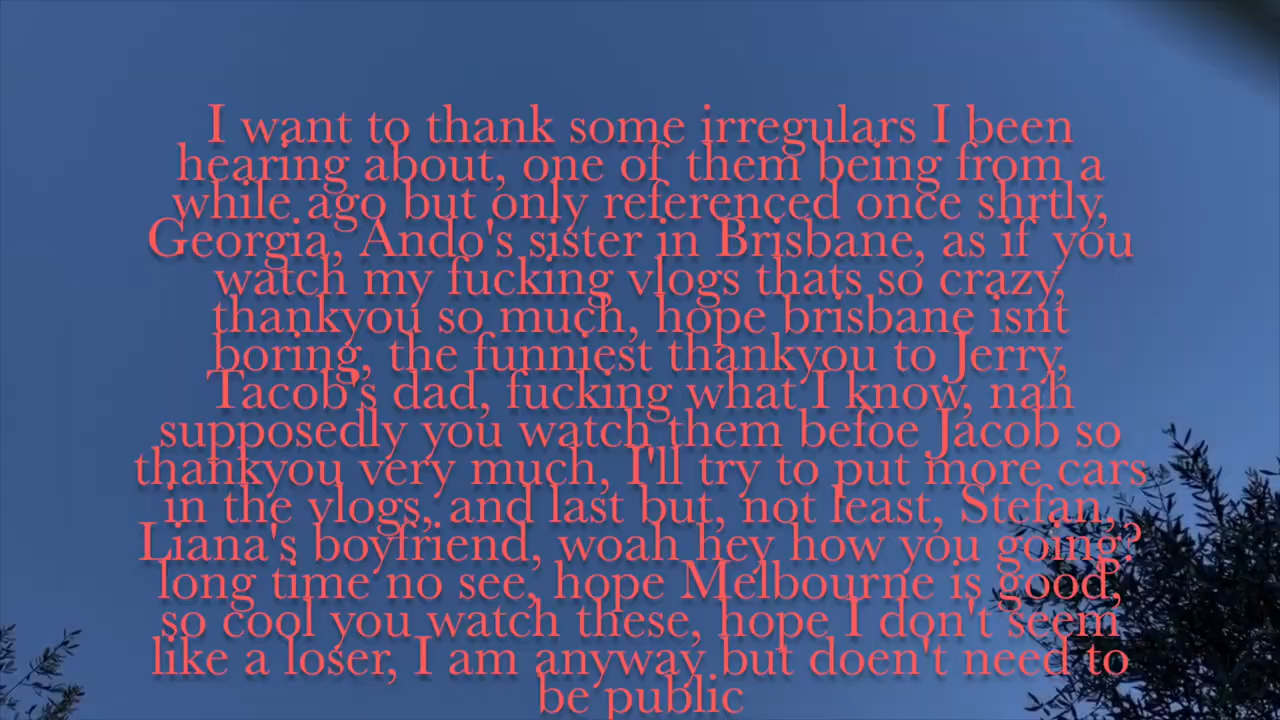 I want to thank some irregulars I been
hearing about, one of them being from a
while ago but only referenced once shrtly,
Georgia, Ando's sister in Brisbane, as if you
watch my fucking vlogs thats so crazy,
thankyou so much, hope brisbane isnt
boring, the funniest thankyou to Jerry,
Tacob's dad, fucking what I know, nah
supposedly you watch them befoe Jacob so
thankyou very much, I'll try to put more cars
in the vlogs, and last but, not least, Stefan,
Liana's boyfriend, woah hey how you going?
long time no see, hope Melbourne is good,
so cool you watch these, hope I don't seem
like a loser, I am anyway but doen't need to
be public